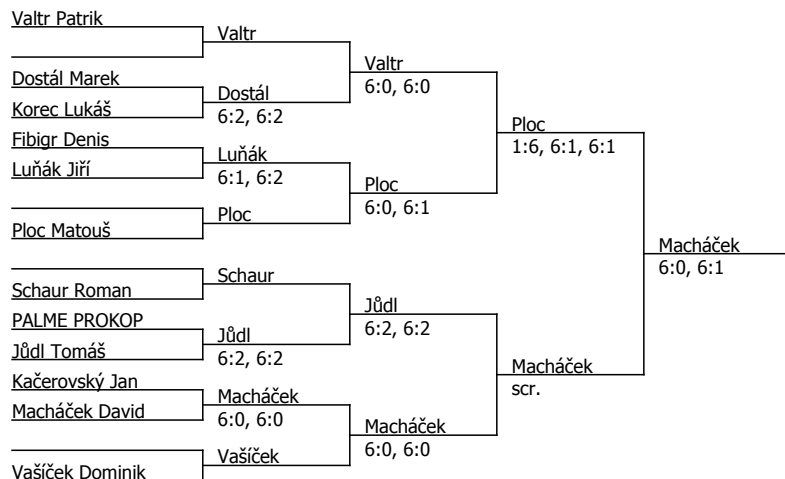 Valtr Patrik
Valtr
Valtr
6:0, 6:0
Dostál Marek
Dostál
6:2, 6:2
Korec Lukáš
Ploc
1:6, 6:1, 6:1
Fibigr Denis
Luňák
6:1, 6:2
Luňák Jiří
Ploc
6:0, 6:1
Ploc
Ploc Matouš
Macháček
6:0, 6:1
Schaur
Schaur Roman
Jůdl
6:2, 6:2
PALME PROKOP
Jůdl
6:2, 6:2
Jůdl Tomáš
Macháček
scr.
Kačerovský Jan
Macháček
6:0, 6:0
Macháček David
Macháček
6:0, 6:0
Vašíček
Vašíček Dominik